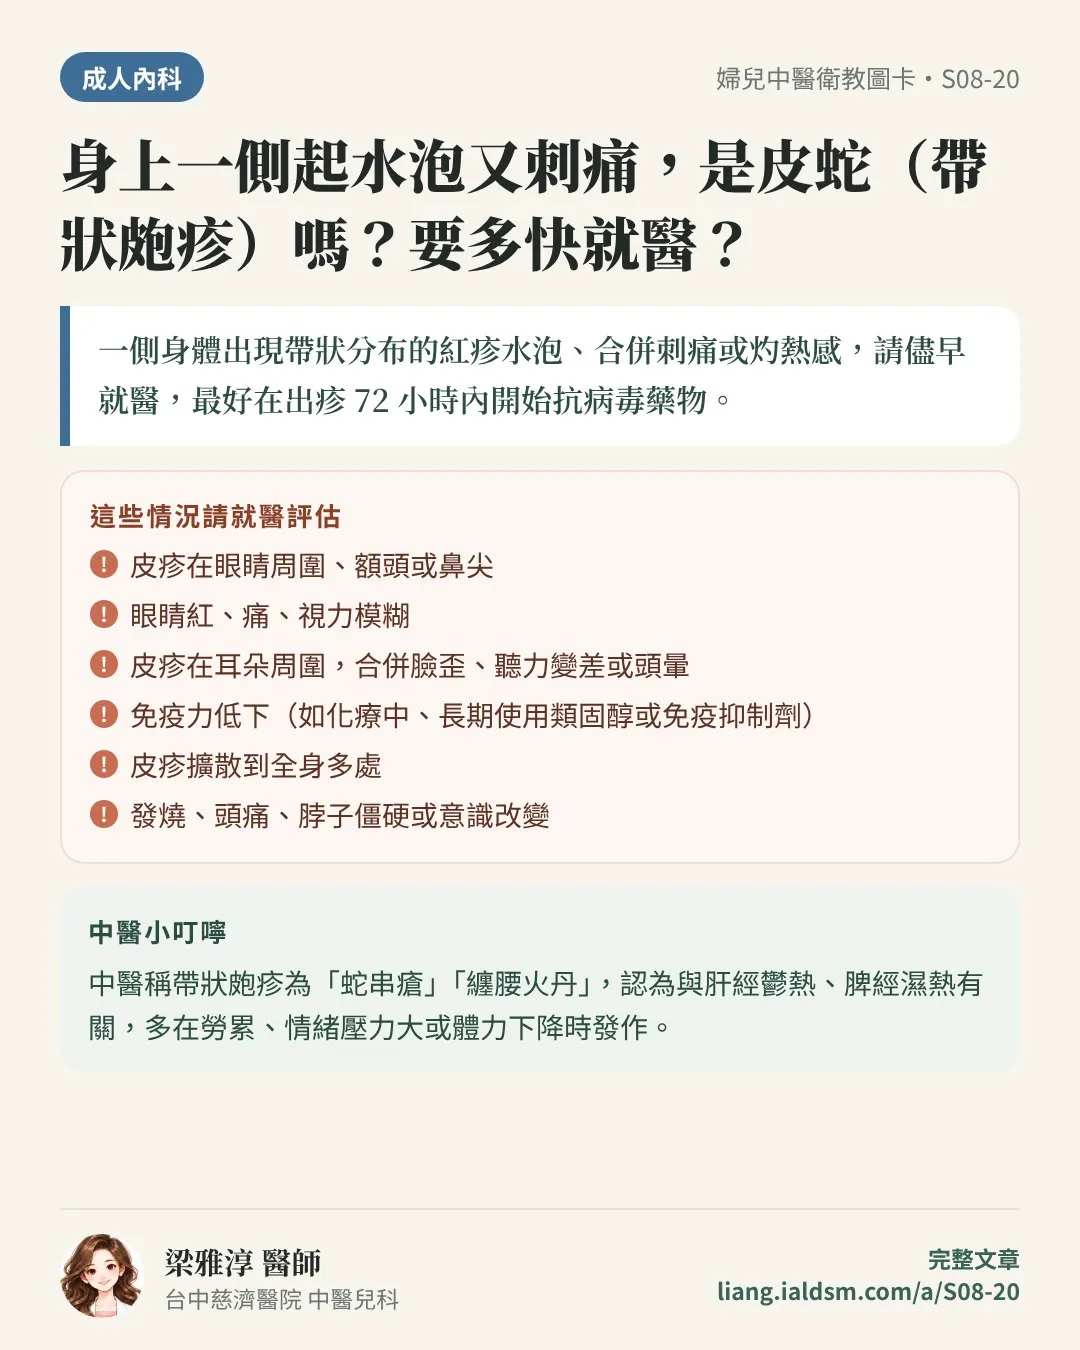 成人內科
婦兒中醫衛教圖卡・S08-20
身上一側起水泡又刺痛，是皮蛇（帶
狀皰疹）嗎？要多快就醫？
一側身體出現帶狀分布的紅疹水泡、合併刺痛或灼熱感，請儘早
就醫，最好在出疹 72 小時內開始抗病毒藥物。
這些情況請就醫評估
! 皮疹在眼睛周圍、額頭或鼻尖
! 眼睛紅、痛、視力模糊
! 皮疹在耳朵周圍，合併臉歪、聽力變差或頭暈
! 免疫力低下（如化療中、長期使用類固醇或免疫抑制劑）
! 皮疹擴散到全身多處
! 發燒、頭痛、脖子僵硬或意識改變
中醫小叮嚀
中醫稱帶狀皰疹為「蛇串瘡」「纏腰火丹」，認為與肝經鬱熱、脾經濕熱有
關，多在勞累、情緒壓力大或體力下降時發作。
梁雅淳 醫師
台中慈濟醫院 中醫兒科
完整文章
liang.ialdsm.com/a/S08-20